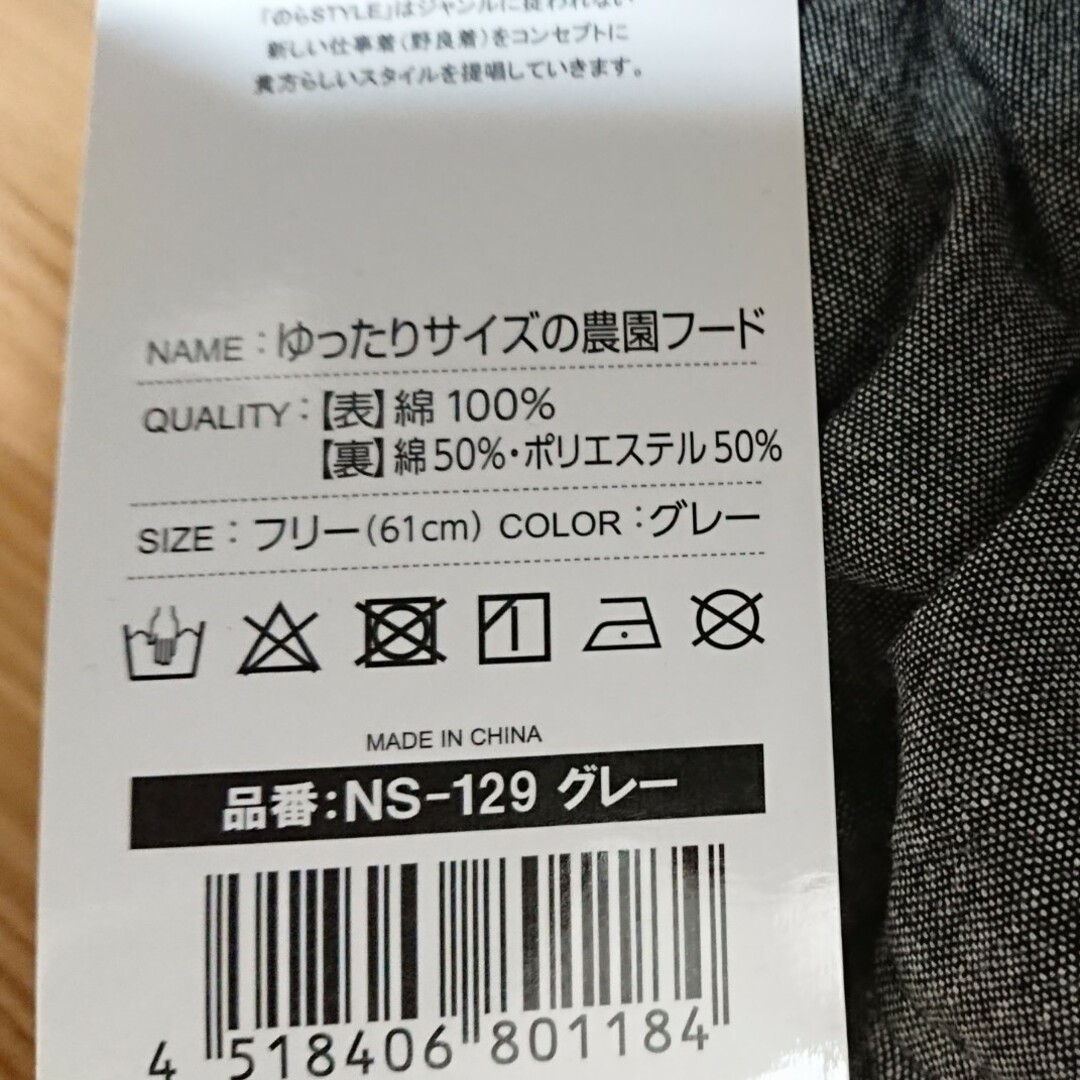 「のらSTYLE」はジャンルに捉われない
新しい仕事着(野良着)をコンセプトに
貴方らしいスタイルを提唱していきます。
NAME：ゆったりサイズの農園フード
QUALITY：【表】綿 100%
【裏】綿50%・ポリエステル50%
SIZE：フリー(61cm) COLOR：グレー
MADE IN CHINA
品番：NS-129 グレー
4 518406 801184